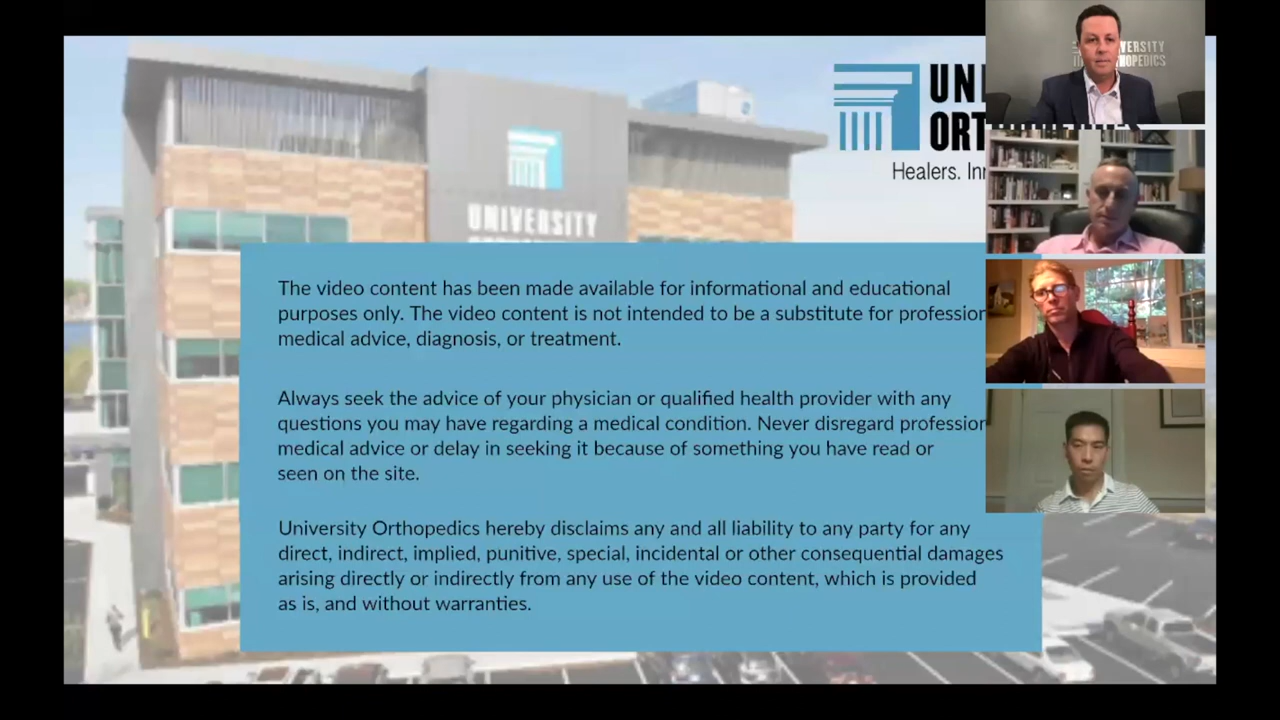 UNI
ORT
Healers. Inn
UNIVERSITY
VERSITY
HOPEDICS
The video content has been made available for informational and educational
purposes only. The video content is not intended to be a substitute for profession
medical advice, diagnosis, or treatment.
Always seek the advice of your physician or qualified health provider with any
questions you may have regarding a medical condition. Never disregard profession
medical advice or delay in seeking it because of something you have read or
seen on the site.
University Orthopedics hereby disclaims any and all liability to any party for any
direct, indirect, implied, punitive, special, incidental or other consequential damages
arising directly or indirectly from any use of the video content, which is provided
as is, and without warranties.